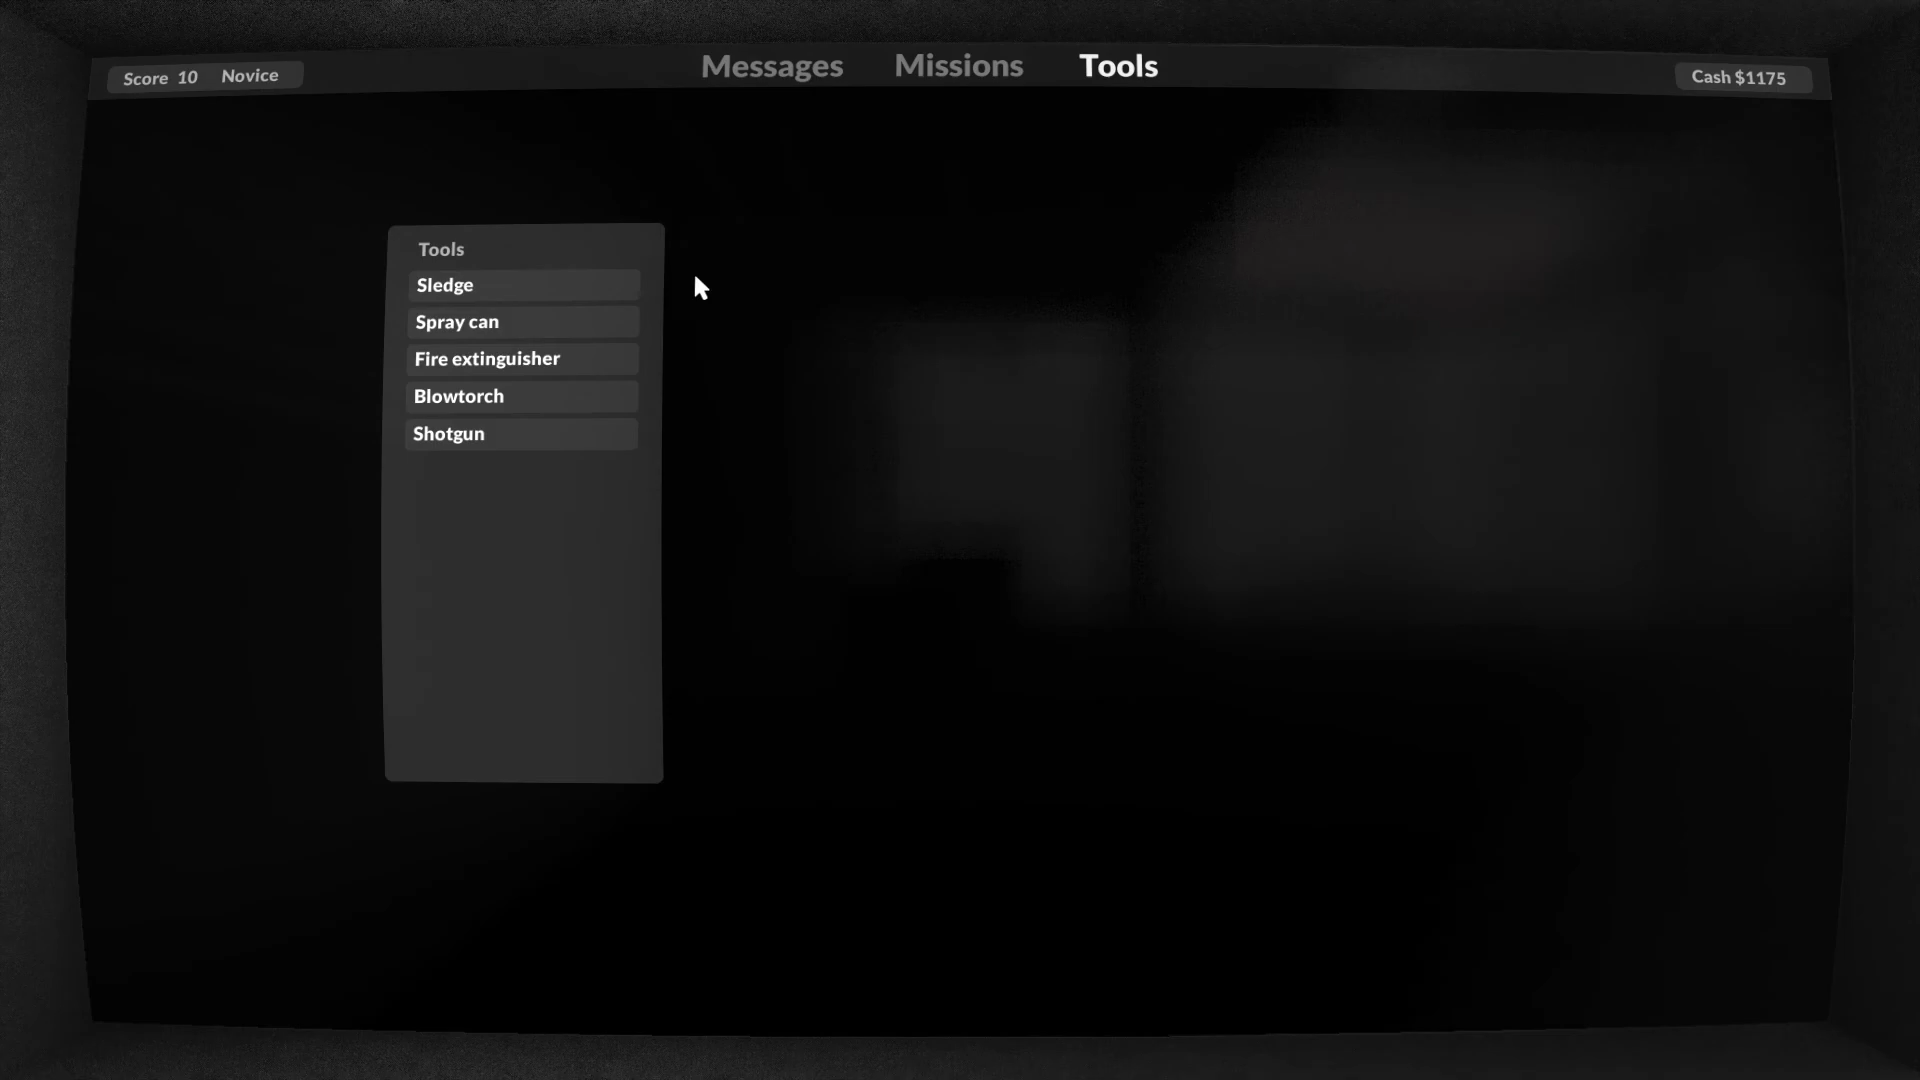 Score 10 Novice
Messages Missions Tools
Cash $1175
Tools
Sledge
Spray can
Fire extinguisher
Blowtorch
Shotgun